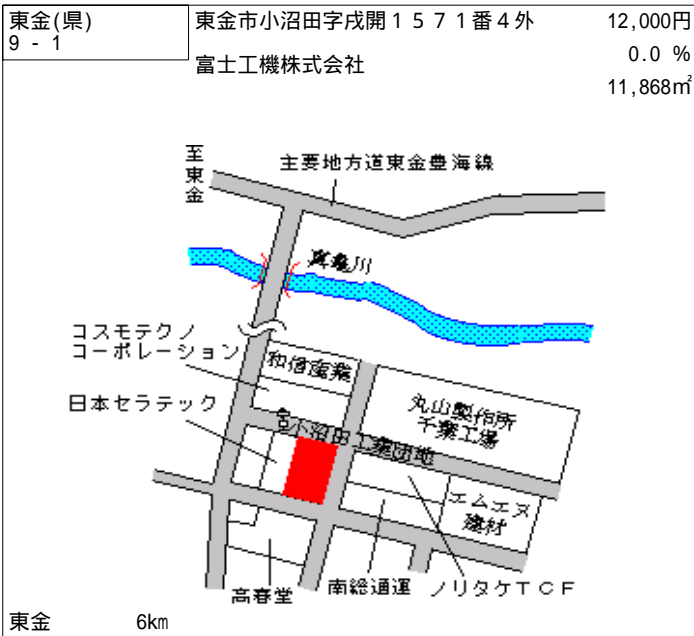 東金(県)
9 - 1
東金市小沼田字戌開１５７１番４外
12,000円
富士工機株式会社
0.0 %
11,868㎡
至東金
主要地方道東金豊海線
真亀川
コスモテクノ
コーポレーション
和信産業
日本セラテック
丸山製作所
千葉工場
小沼田工業団地
エムエヌ
建材
高春堂
南総通運
ノリタケＴＣＦ
東金 6km